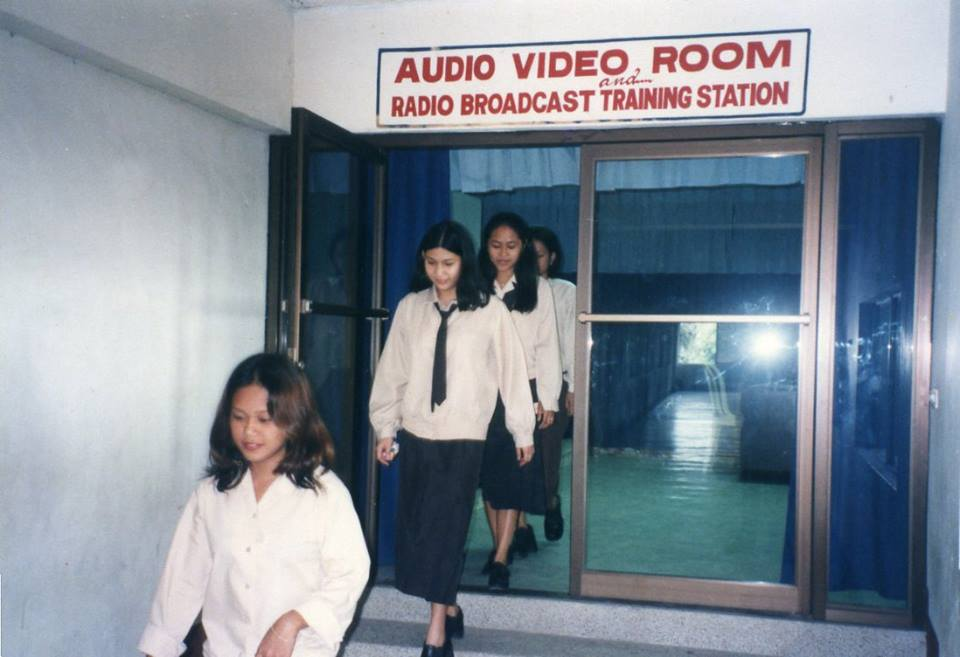 AUDIO VIDEO ROOM
and
RADIO BROADCAST TRAINING STATION